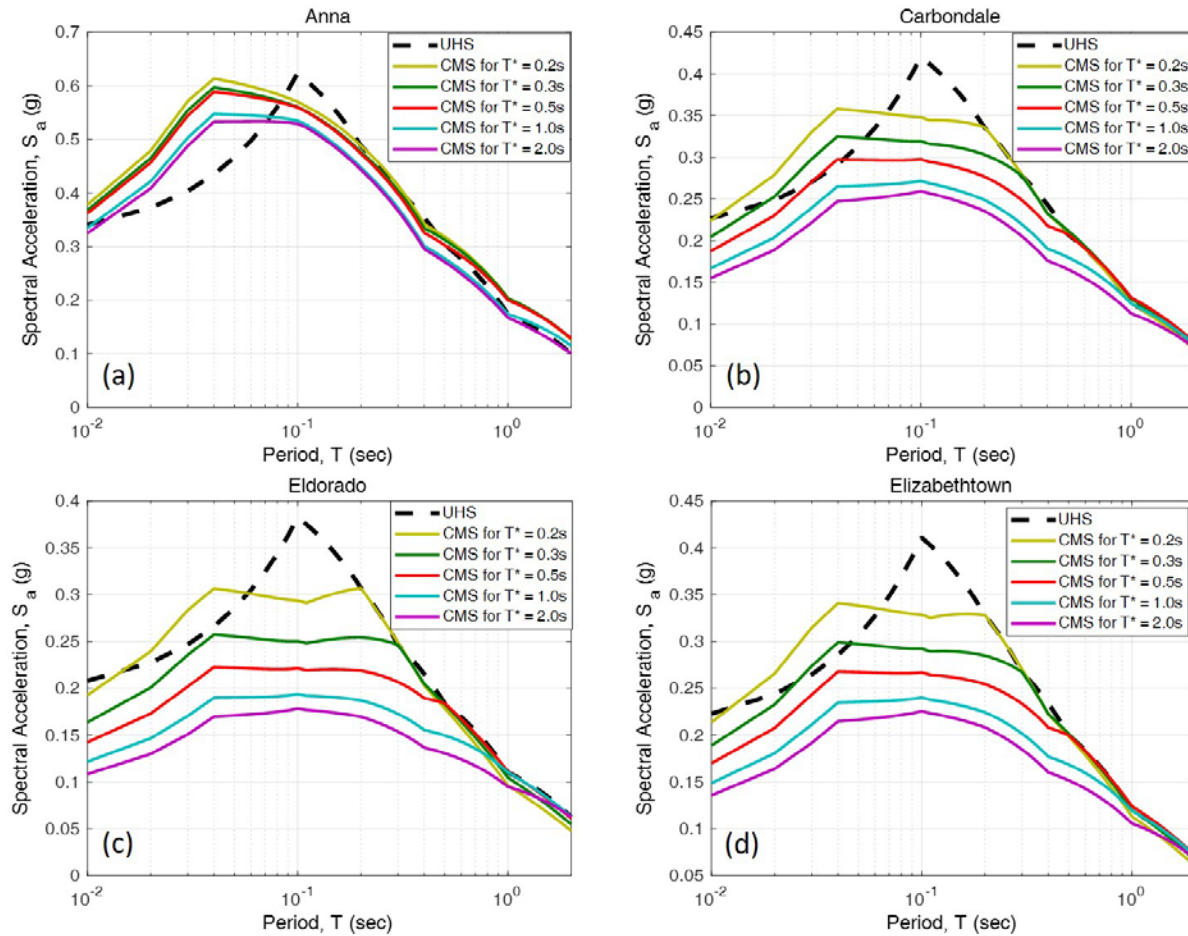 Anna
Spectral Acceleration, Sa (g)
0.7
0.6
0.5
0.4
0.3
0.2
0.1
0
UHS
CMS for T* = 0.2s
CMS for T* = 0.3s
CMS for T* = 0.5s
CMS for T* = 1.0s
CMS for T* = 2.0s
(a)
10-2
10-1
100
Period, T (sec)
Carbondale
Spectral Acceleration, Sa (g)
0.45
0.4
0.35
0.3
0.25
0.2
0.15
0.1
0.05
0
UHS
CMS for T* = 0.2s
CMS for T* = 0.3s
CMS for T* = 0.5s
CMS for T* = 1.0s
CMS for T* = 2.0s
(b)
10-2
10-1
100
Period, T (sec)
Eldorado
Spectral Acceleration, Sa (g)
0.4
0.35
0.3
0.25
0.2
0.15
0.1
0.05
0
UHS
CMS for T* = 0.2s
CMS for T* = 0.3s
CMS for T* = 0.5s
CMS for T* = 1.0s
CMS for T* = 2.0s
(c)
10-2
10-1
100
Period, T (sec)
Elizabethtown
Spectral Acceleration, Sa (g)
0.45
0.4
0.35
0.3
0.25
0.2
0.15
0.1
0.05
UHS
CMS for T* = 0.2s
CMS for T* = 0.3s
CMS for T* = 0.5s
CMS for T* = 1.0s
CMS for T* = 2.0s
(d)
10-2
10-1
100
Period, T (sec)